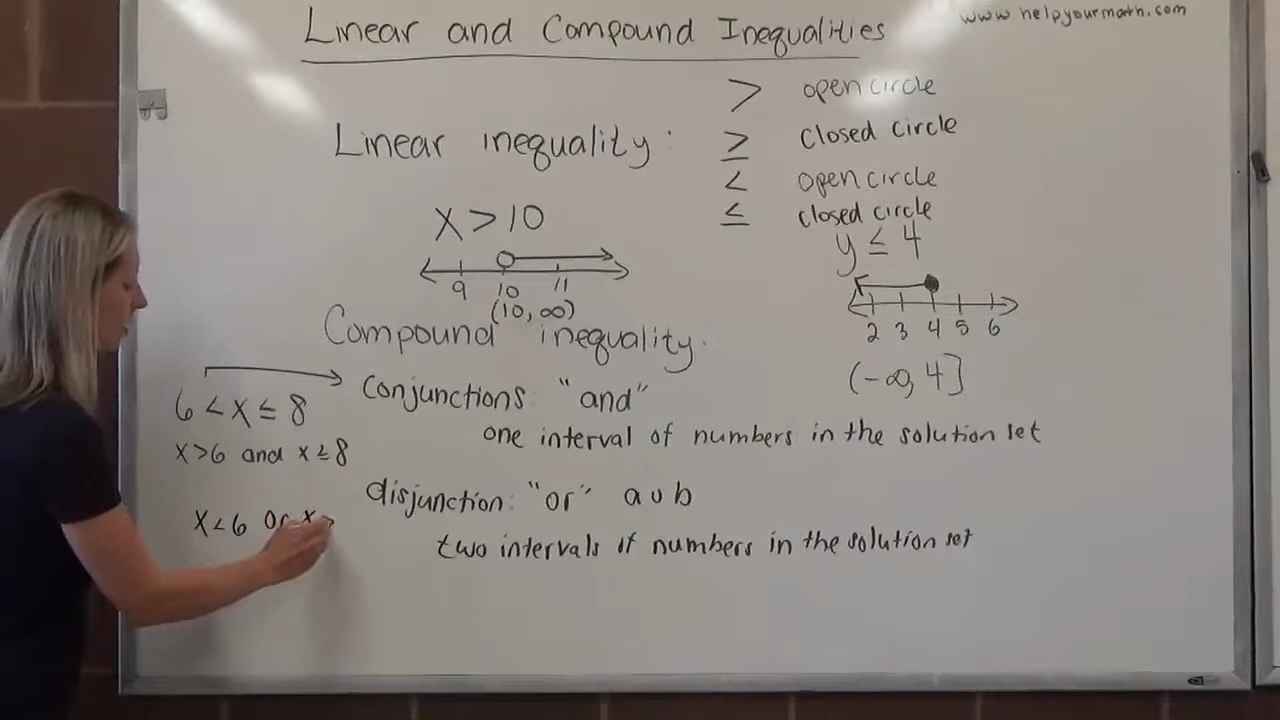 Linear and Compound Inequalities
www.helpyourmath.com
> open circle
≥ closed circle
< open circle
≤ closed circle
Linear inequality:
x > 10
9 10 11
(10, ∞)
y ≤ 4
2 3 4 5 6
(-∞, 4]
Compound inequality:
conjunctions: "and"
one interval of numbers in the solution set
6 < x ≤ 8
x > 6 and x ≤ 8
disjunction: "or" a ∪ b
two intervals of numbers in the solution set
x < 6 or x >